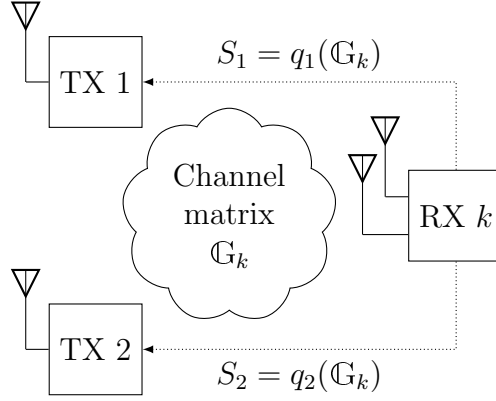 S₁ = q₁(𝔾ₖ)
TX 1
Channel
matrix
𝔾ₖ
RX k
TX 2
S₂ = q₂(𝔾ₖ)